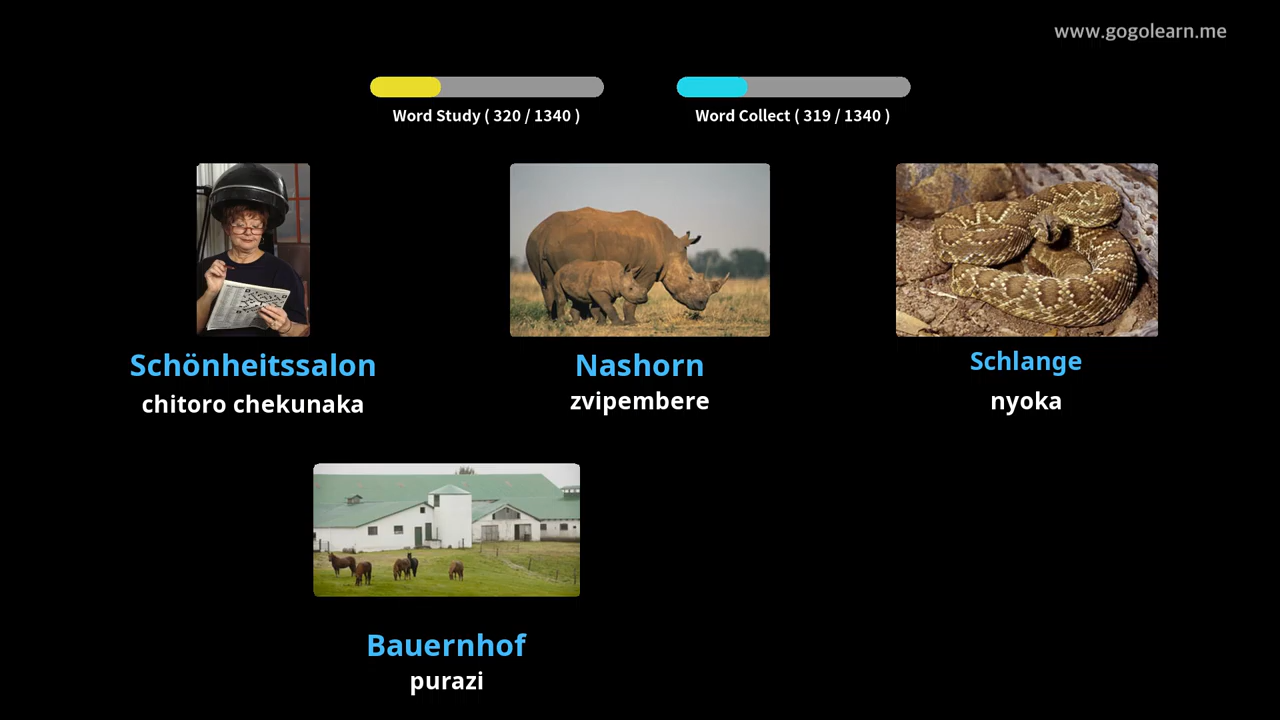 www.gogolearn.me
Word Study ( 320 / 1340 )
Word Collect ( 319 / 1340 )
Schönheitssalon
chitoro chekunaka
Nashorn
zvipembere
Schlange
nyoka
Bauernhof
purazi